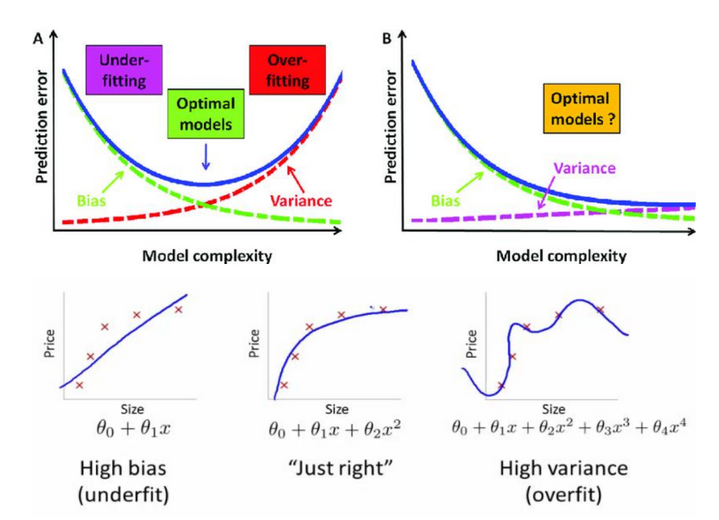 A
Prediction error
Under-
fitting
Over-
fitting
Optimal
models
Bias
Variance
Model complexity
B
Prediction error
Optimal
models ?
Variance
Bias
Model complexity
Price
Size
θ₀ + θ₁x
High bias
(underfit)
Price
Size
θ₀ + θ₁x + θ₂x²
“Just right”
Price
Size
θ₀ + θ₁x + θ₂x² + θ₃x³ + θ₄x⁴
High variance
(overfit)